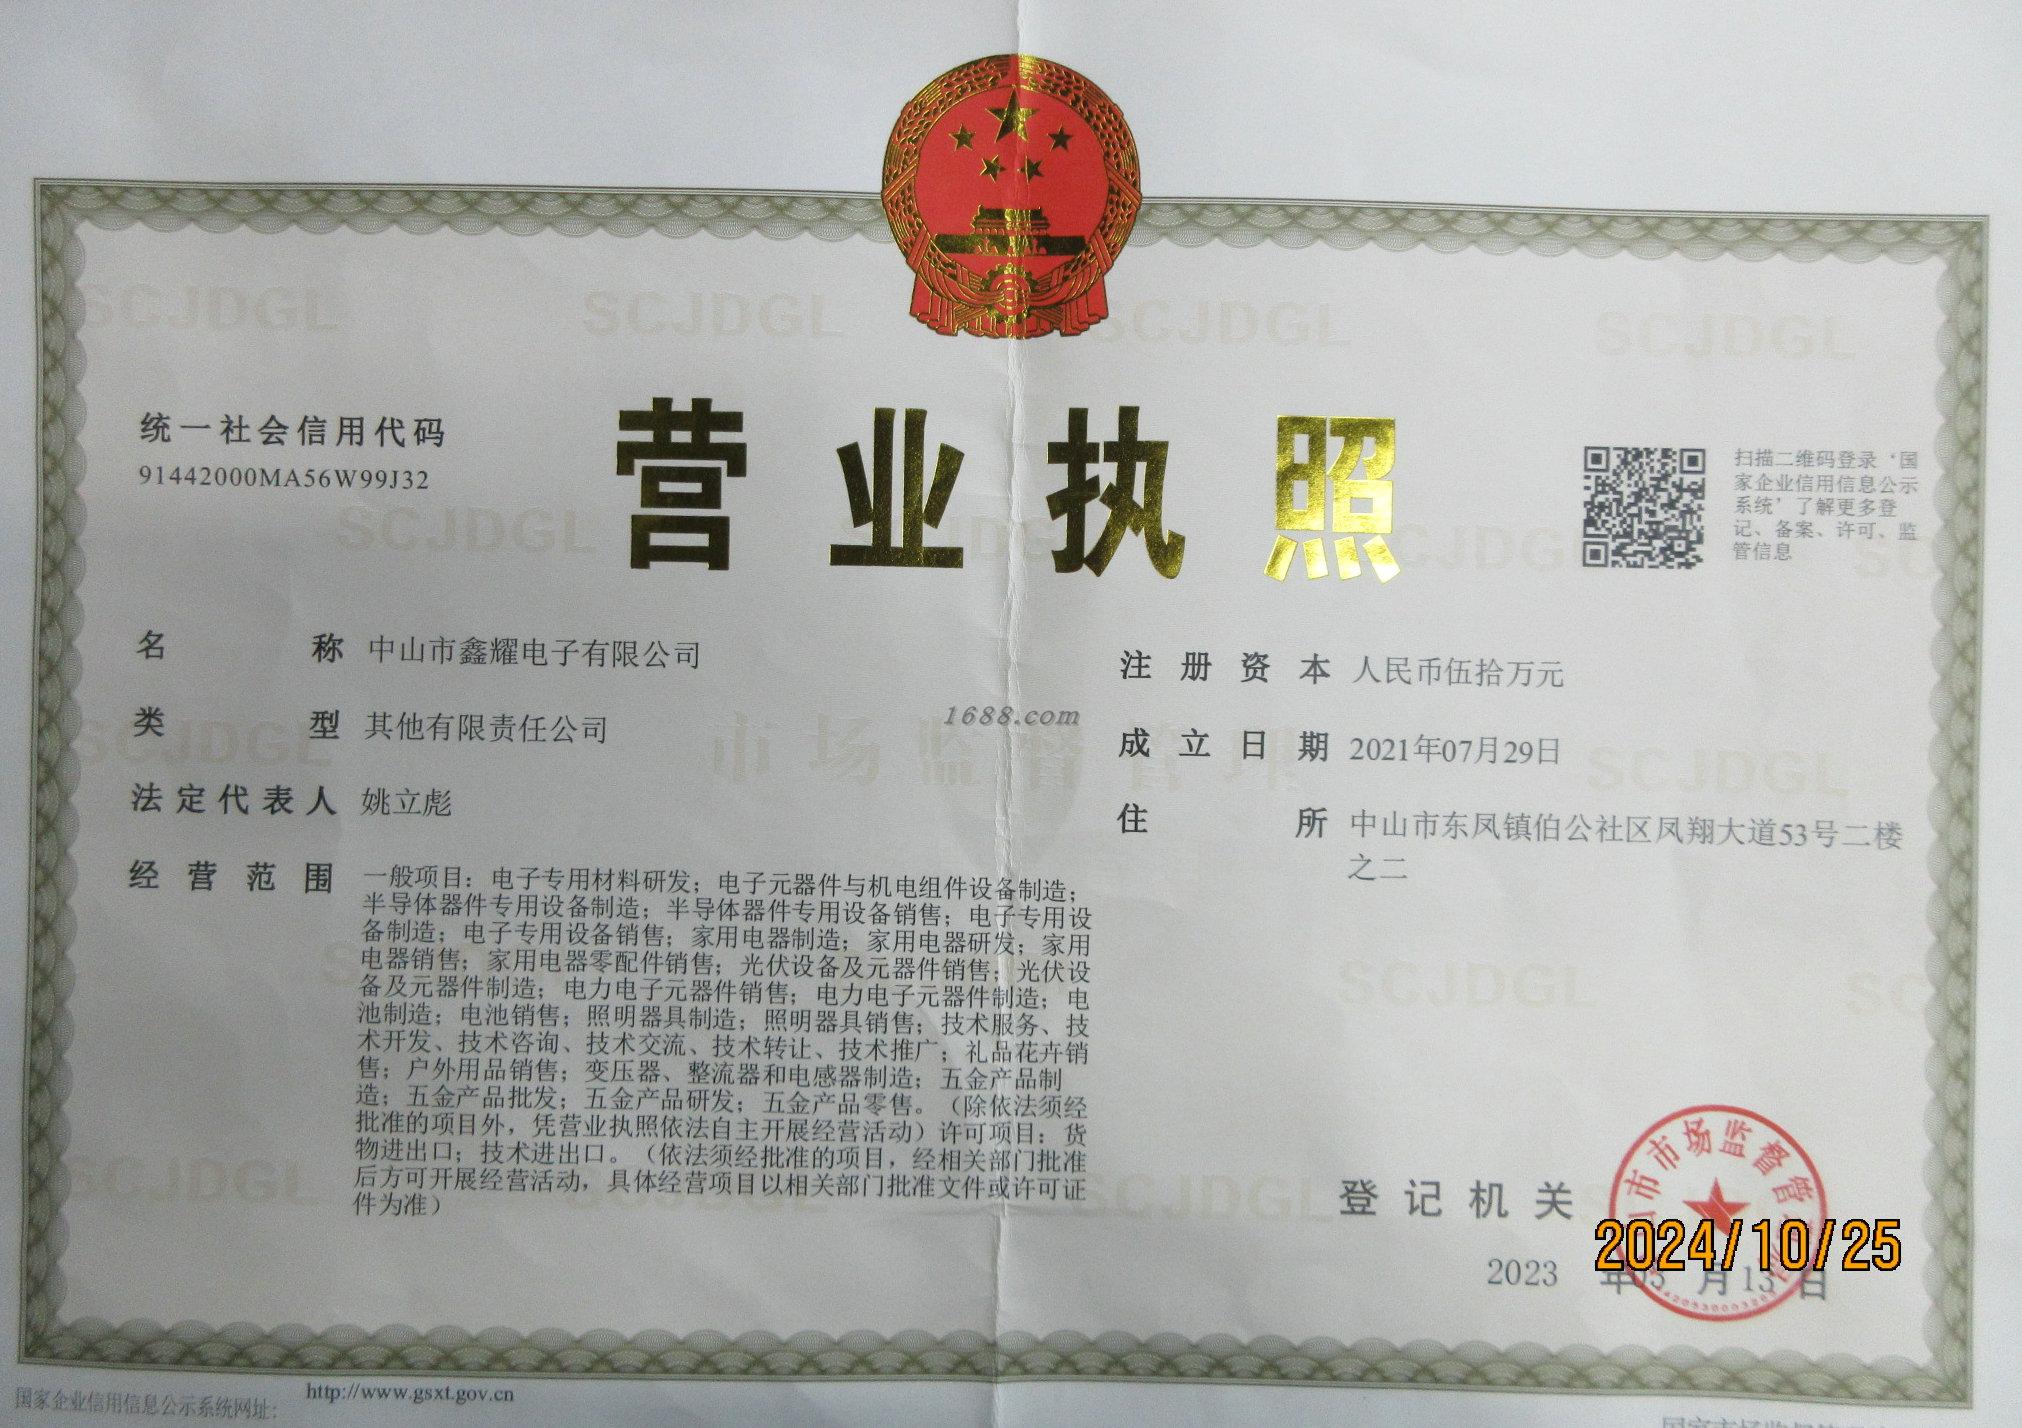 统一社会信用代码
91442000MA56W99J32
营业执照
扫描二维码登录‘国
家企业信用信息公示
系统’了解更多登
记、备案、许可、监
管信息
名称 中山市鑫耀电子有限公司
类型 其他有限责任公司
法定代表人 姚立彪
经营范围 一般项目：电子专用材料研发；电子元器件与机电组件设备制造；
半导体器件专用设备制造；半导体器件专用设备销售；电子专用设
备制造；电子专用设备销售；家用电器制造；家用电器研发；家用
电器销售；家用电器零配件销售；光伏设备及元器件销售；光伏设
备及元器件制造；电力电子元器件销售；电力电子元器件制造；电
池制造；电池销售；照明器具制造；照明器具销售；技术服务、技
术开发、技术咨询、技术交流、技术转让、技术推广；礼品花卉销
售；户外用品销售；变压器、整流器和电感器制造；五金产品制
造；五金产品批发；五金产品研发；五金产品零售。（除依法须经
批准的项目外，凭营业执照依法自主开展经营活动）许可项目：货
物进出口；技术进出口。（依法须经批准的项目，经相关部门批准
后方可开展经营活动，具体经营项目以相关部门批准文件或许可证
件为准）
注册资本 人民币伍拾万元
成立日期 2021年07月29日
住所 中山市东凤镇伯公社区凤翔大道53号二楼
之二
1688.com
市场监督管理
SCJDGL
登记机关
山市市场监督管
2024/10/25
2023 年 月 日
国家企业信用信息公示系统网址：
http://www.gsxt.gov.cn